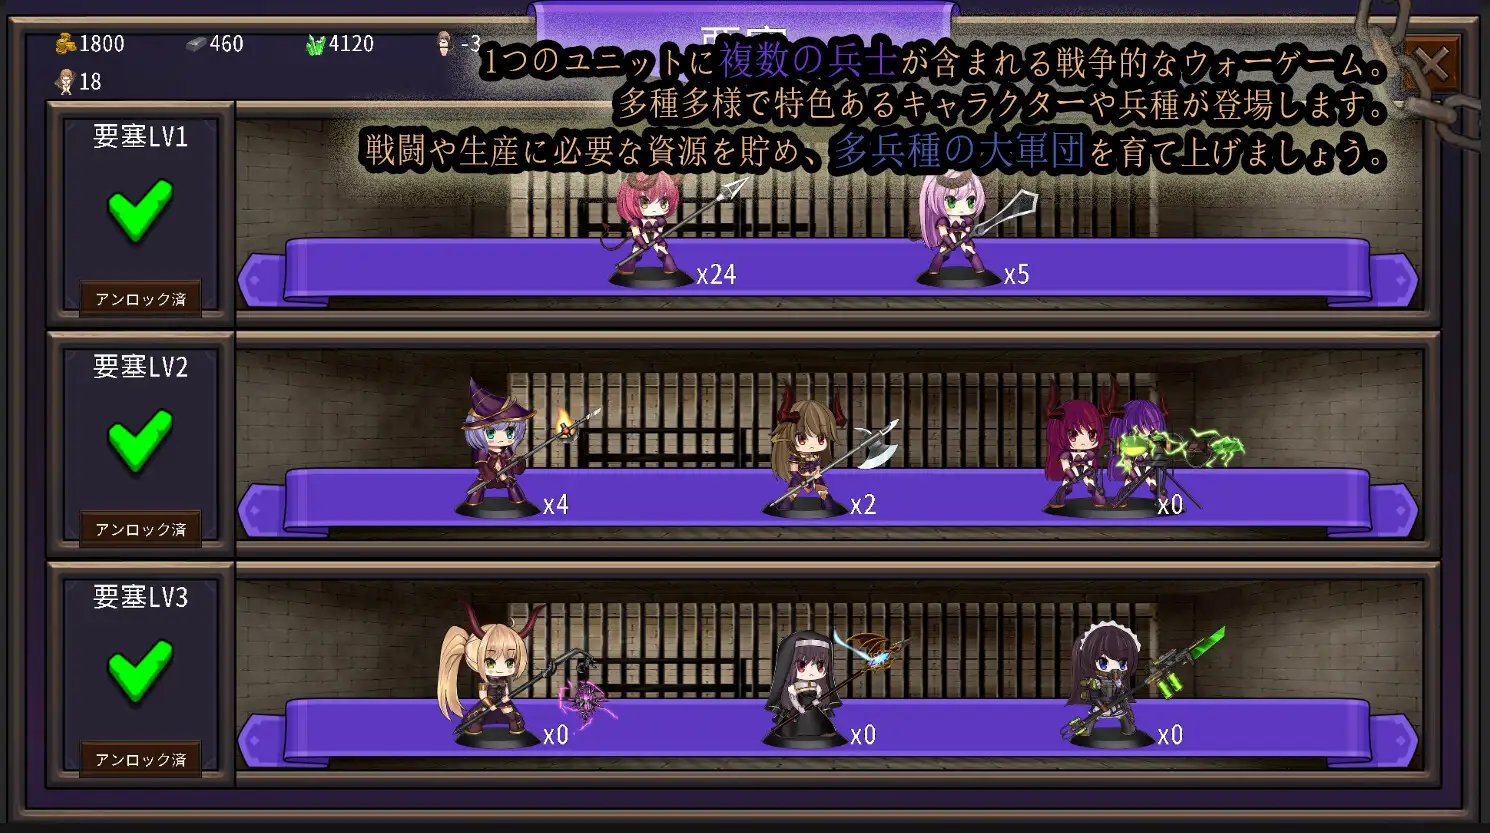 1800 460 4120 -3
18
1つのユニットに複数の兵士が含まれる戦争的なウォーゲーム。
多種多様で特色あるキャラクターや兵種が登場します。
戦闘や生産に必要な資源を貯め、多兵種の大軍団を育て上げましょう。
要塞LV1
アンロック済
x24
x5
要塞LV2
アンロック済
x4
x2
x0
要塞LV3
アンロック済
x0
x0
x0